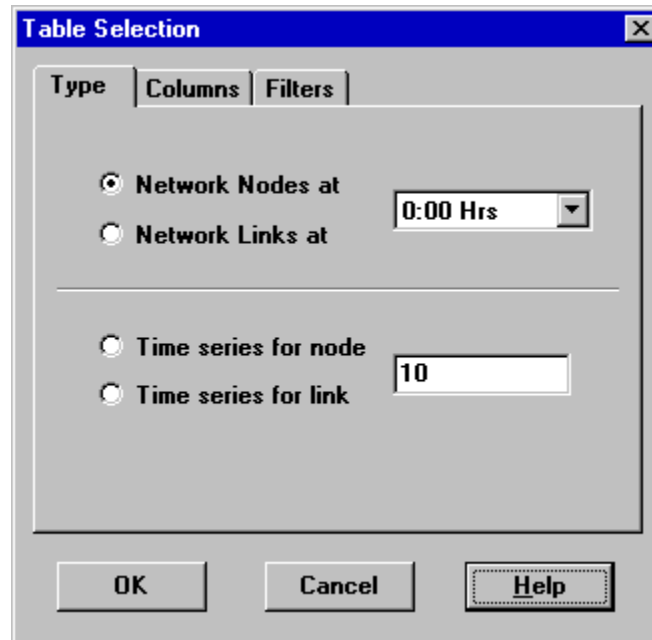 Table Selection
Type Columns Filters
Network Nodes at
0:00 Hrs
Network Links at
Time series for node
10
Time series for link
OK Cancel Help